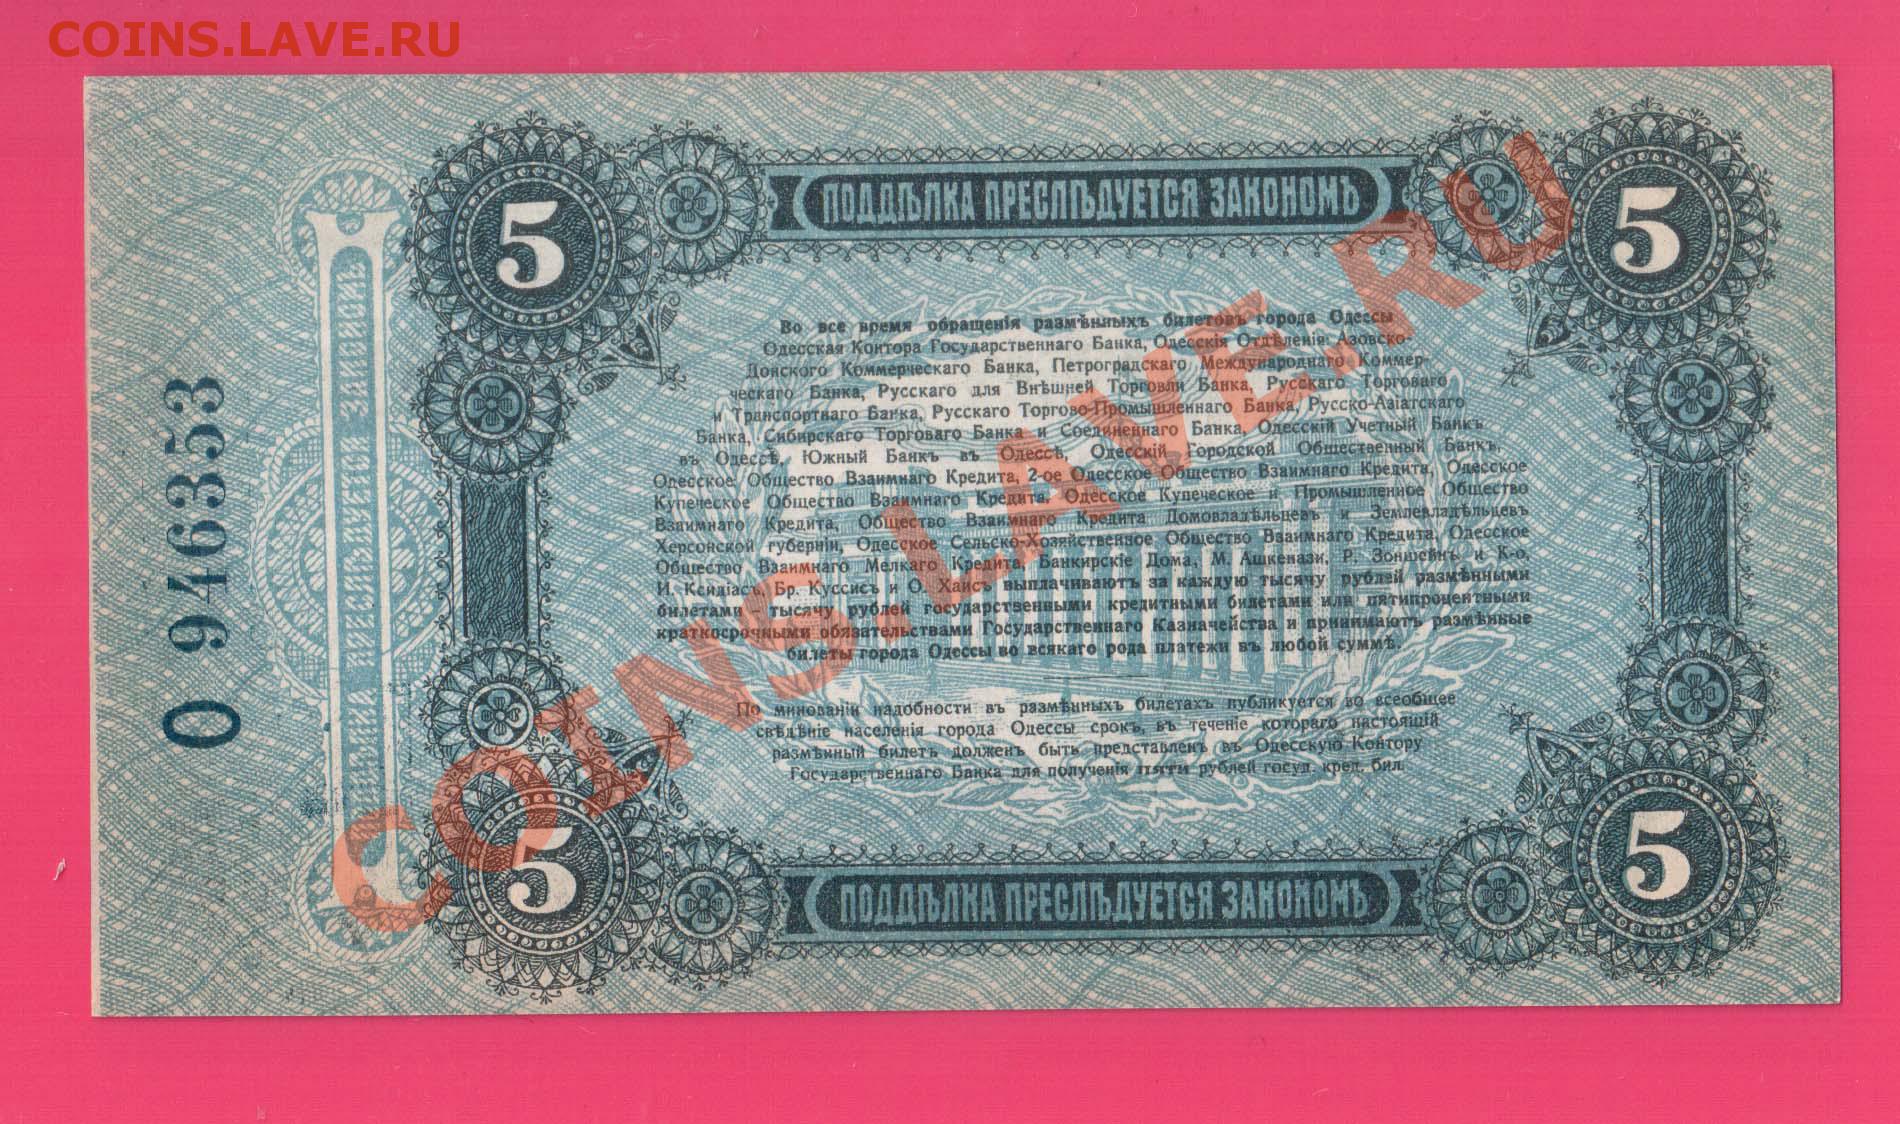 COINS.LAVE.RU
ПОДДѢЛКА ПРЕСЛѢДУЕТСЯ ЗАКОНОМЪ
5
5
Во все время обращенія размѣнныхъ билетовъ города Одессы
Одесская Контора Государственнаго Банка, Одесскія Отдѣленія: Азовско-
Донского Коммерческаго Банка, Петроградскаго Международнаго Коммер-
ческаго Банка, Русскаго для Внѣшней Торговли Банка, Русскаго Торговаго
и Транспортнаго Банка, Русскаго Торгово-Промышленнаго Банка, Русско-Азіатскаго
Банка, Сибирскаго Торговаго Банка и Соединеннаго Банка, Одесскій Учетный Банкъ
въ Одессѣ, Южный Банкъ въ Одессѣ, Одесскій Городской Общественный Банкъ,
Одесское Общество Взаимнаго Кредита, 2-ое Одесское Общество Взаимнаго Кредита, Одесское
Купеческое Общество Взаимнаго Кредита, Одесское Купеческое и Промышленное Общество
Взаимнаго Кредита, Общество Взаимнаго Кредита Домовладѣльцевъ и Землевладѣльцевъ
Херсонской губерніи, Одесское Сельско-Хозяйственное Общество Взаимнаго Кредита, Одесское
Общество Взаимнаго Мелкаго Кредита, Банкирскіе Дома, М. Ашкенази, Р. Зоншейнъ и К-о,
И. Ксидіасъ, Бр. Куссисъ и О. Хаисъ выплачиваютъ за каждую тысячу рублей размѣнными
билетами тысячу рублей государственными кредитными билетами или пятипроцентными
краткосрочными обязательствами Государственнаго Казначейства и принимаютъ размѣнные
билеты города Одессы во всякаго рода платежи въ любой суммѣ.
По минованіи надобности въ размѣнныхъ билетахъ публикуется во всеобщее
свѣдѣніе населенія города Одессы срокъ, въ теченіе котораго настоящій
размѣнный билетъ долженъ быть представленъ въ Одесскую Контору
Государственнаго Банка для полученія пяти рублей госуд. кред. бил.
5
5
ПОДДѢЛКА ПРЕСЛѢДУЕТСЯ ЗАКОНОМЪ
О 946353
COINS.LAVE.RU